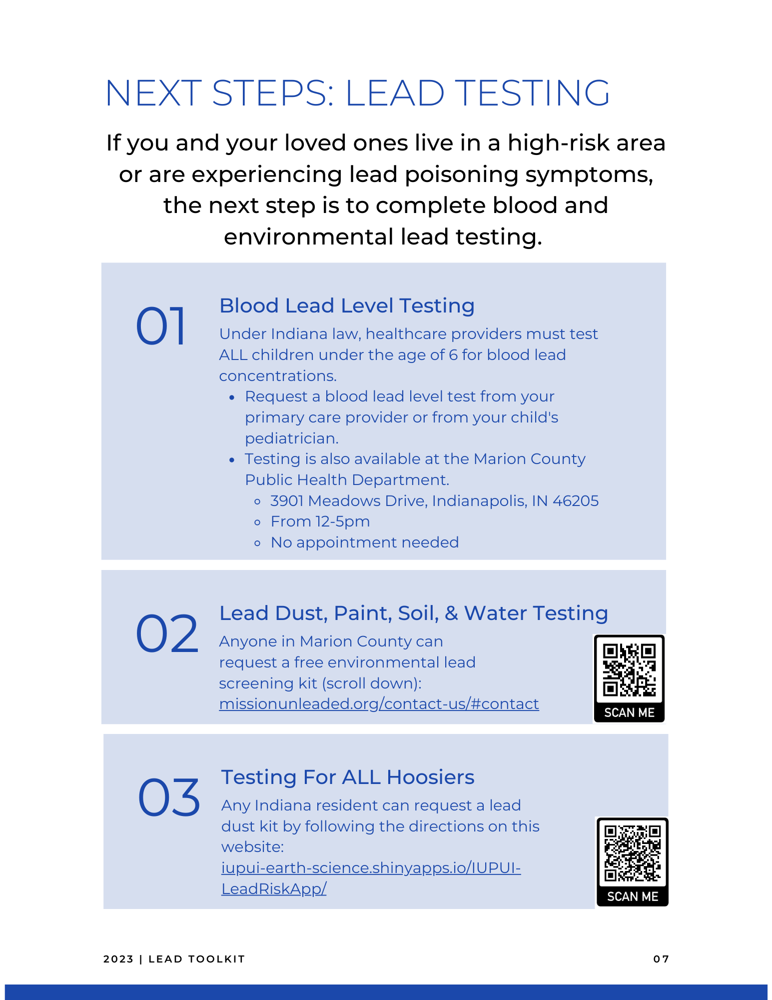 NEXT STEPS: LEAD TESTING
If you and your loved ones live in a high-risk area
or are experiencing lead poisoning symptoms,
the next step is to complete blood and
environmental lead testing.
01
Blood Lead Level Testing
Under Indiana law, healthcare providers must test
ALL children under the age of 6 for blood lead
concentrations.
• Request a blood lead level test from your
primary care provider or from your child's
pediatrician.
• Testing is also available at the Marion County
Public Health Department.
◦ 3901 Meadows Drive, Indianapolis, IN 46205
◦ From 12-5pm
◦ No appointment needed
02
Lead Dust, Paint, Soil, & Water Testing
Anyone in Marion County can
request a free environmental lead
screening kit (scroll down):
missionunleaded.org/contact-us/#contact
SCAN ME
03
Testing For ALL Hoosiers
Any Indiana resident can request a lead
dust kit by following the directions on this
website:
iupui-earth-science.shinyapps.io/IUPUI-
LeadRiskApp/
SCAN ME
2023 | LEAD TOOLKIT
07